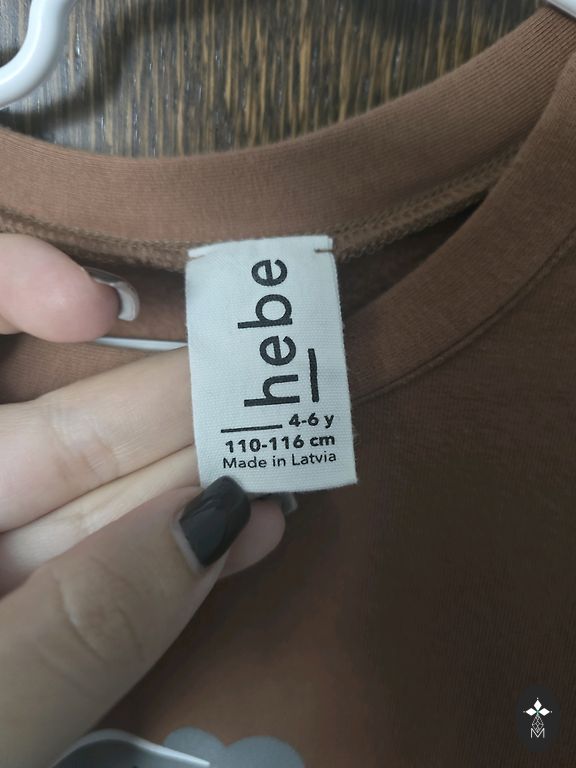 hebe
4-6 y
110-116 cm
Made in Latvia
M